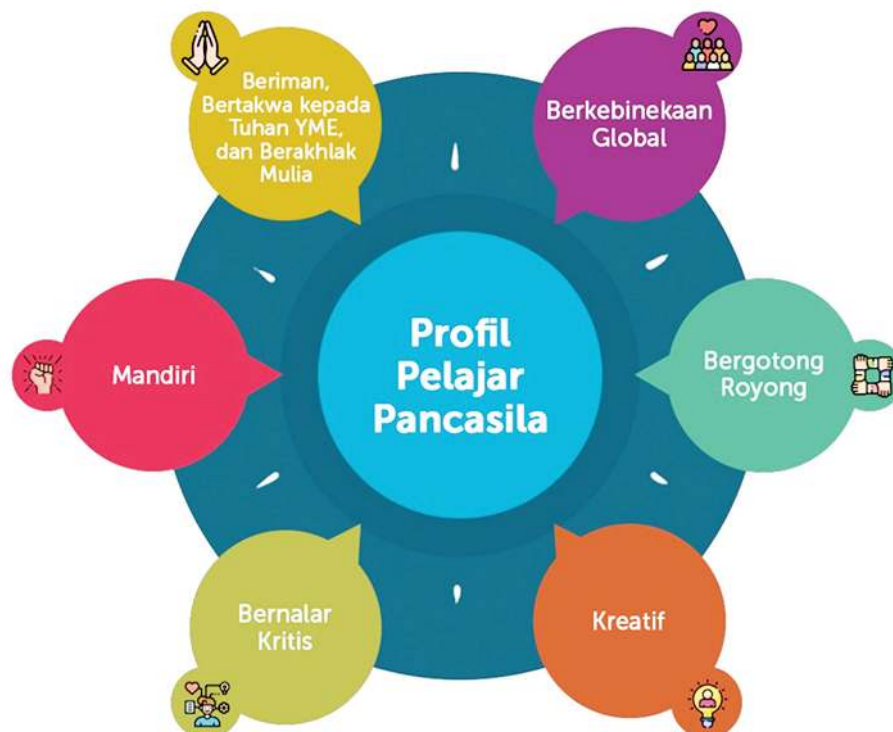 Beriman,
Bertakwa kepada
Tuhan YME,
dan Berakhlak
Mulia
Berkebinekaan
Global
Mandiri
Profil
Pelajar
Pancasila
Bergotong
Royong
Bernalar
Kritis
Kreatif